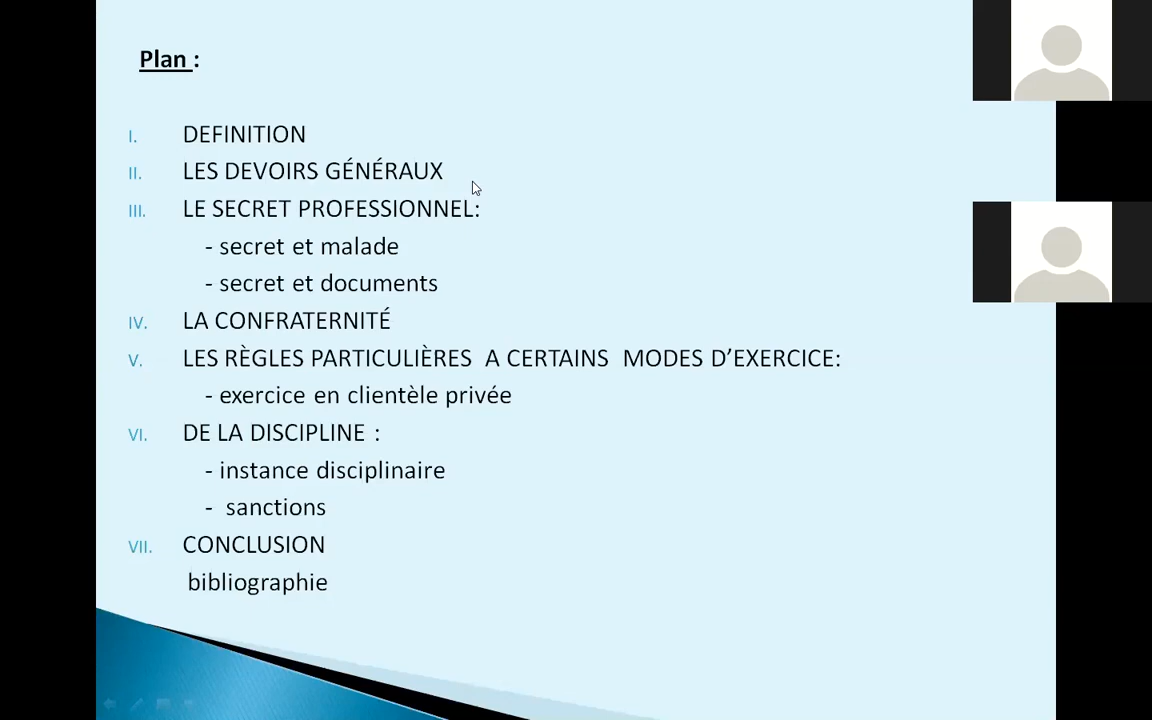 Plan :
I. DEFINITION
II. LES DEVOIRS GÉNÉRAUX
III. LE SECRET PROFESSIONNEL:
- secret et malade
- secret et documents
IV. LA CONFRATERNITÉ
V. LES RÈGLES PARTICULIÈRES A CERTAINS MODES D’EXERCICE:
- exercice en clientèle privée
VI. DE LA DISCIPLINE :
- instance disciplinaire
- sanctions
VII. CONCLUSION
bibliographie